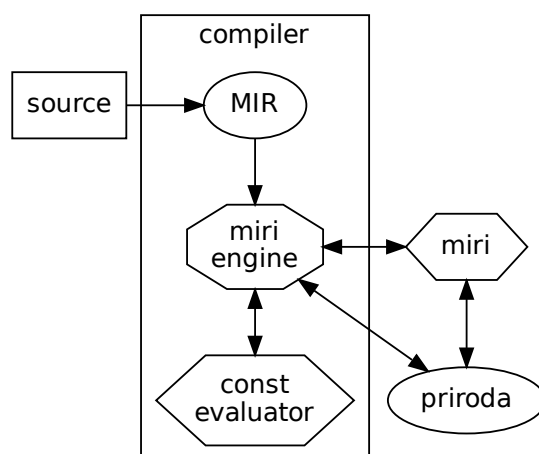 compiler
source
MIR
miri
engine
miri
const
evaluator
priroda